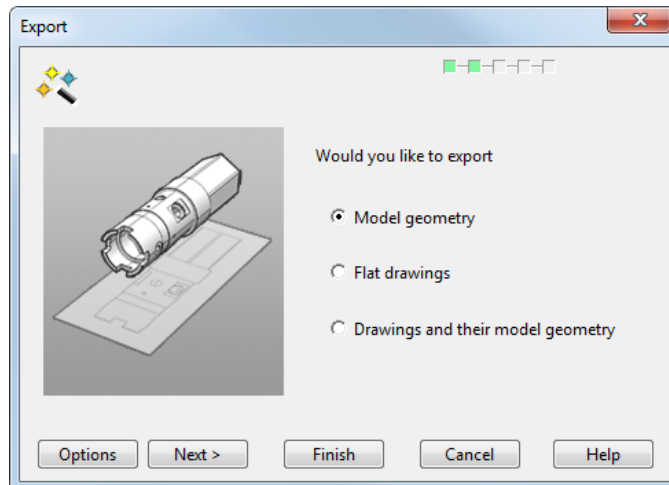 Export
Would you like to export
Model geometry
Flat drawings
Drawings and their model geometry
Options
Next >
Finish
Cancel
Help